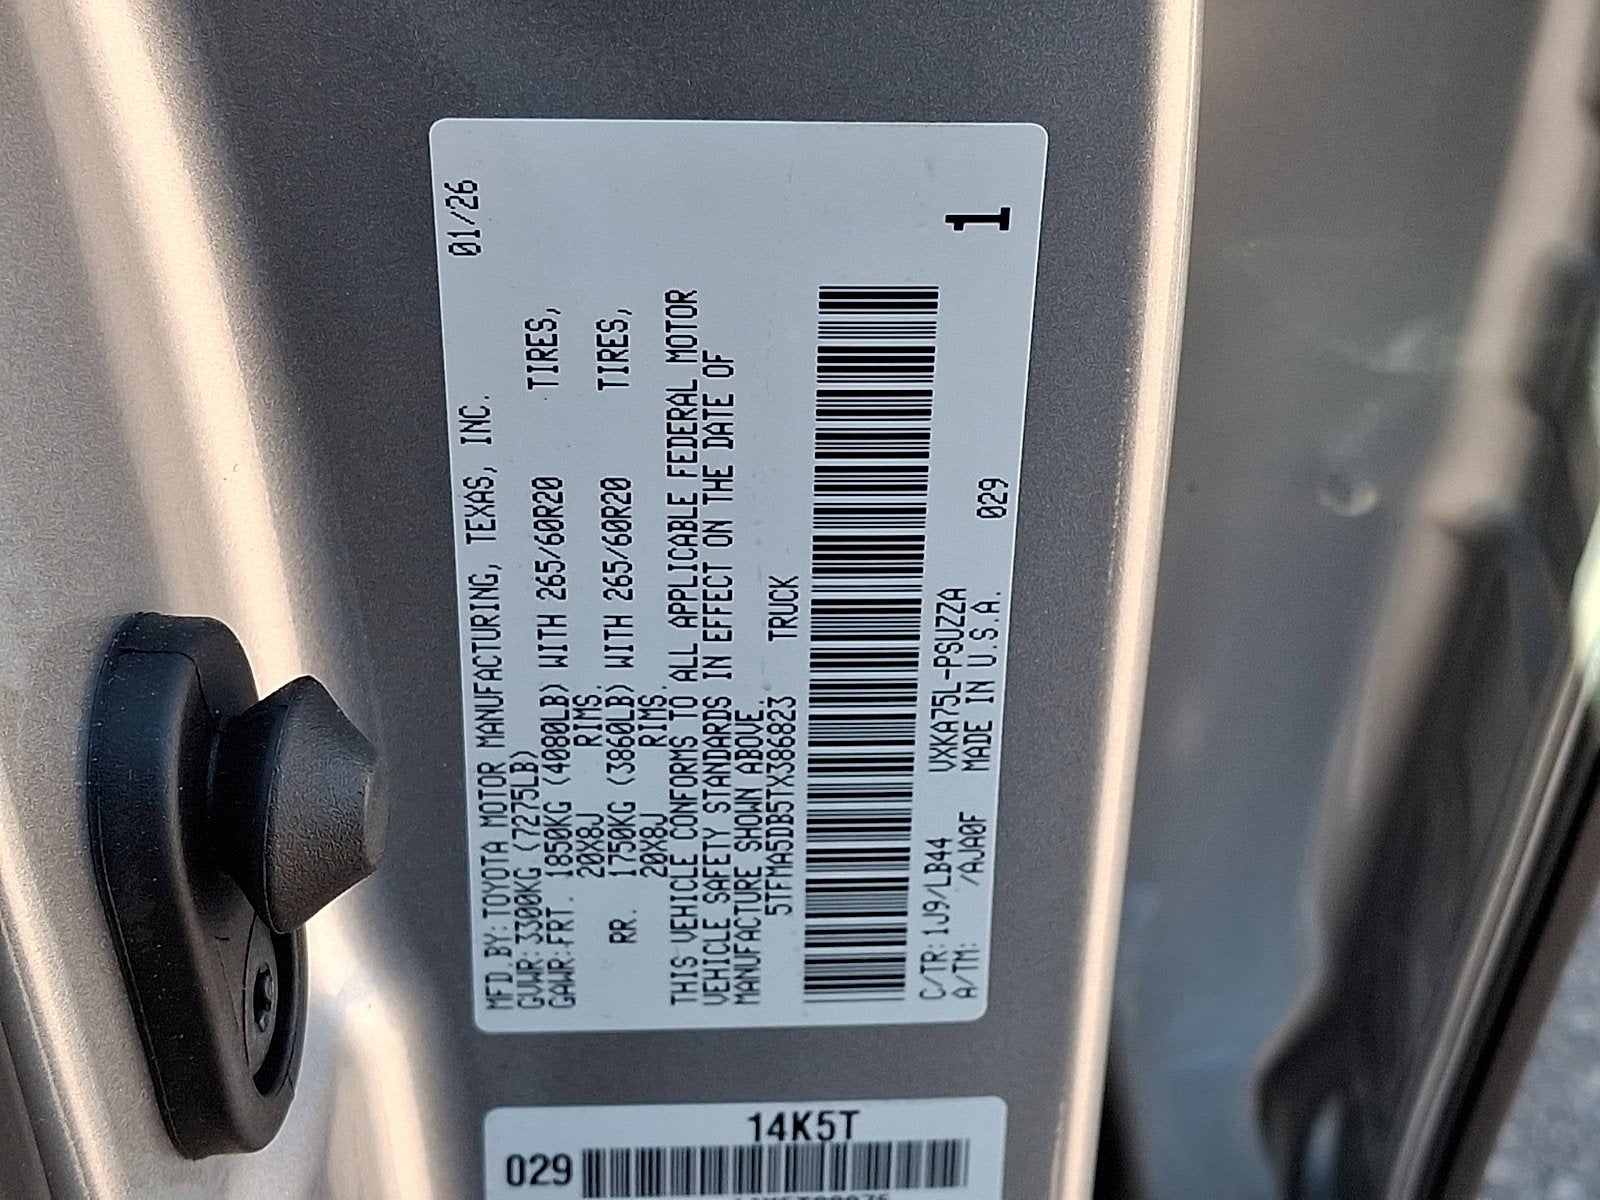 MFD.BY:TOYOTA MOTOR MANUFACTURING, TEXAS, INC. 01/26
GVWR:3300KG (7275LB)
GAWR:FRT. 1850KG (4080LB) WITH 265/60R20 TIRES,
20X8J RIMS.
RR. 1750KG (3860LB) WITH 265/60R20 TIRES,
20X8J RIMS.
THIS VEHICLE CONFORMS TO ALL APPLICABLE FEDERAL MOTOR
VEHICLE SAFETY STANDARDS IN EFFECT ON THE DATE OF
MANUFACTURE SHOWN ABOVE.
5TFMA5DB5TX386823 TRUCK
C/TR:1J9/LB44 VXKA75L-PSUZZA
A/TM: /AJA0F MADE IN U.S.A. 029
1
14K5T
029